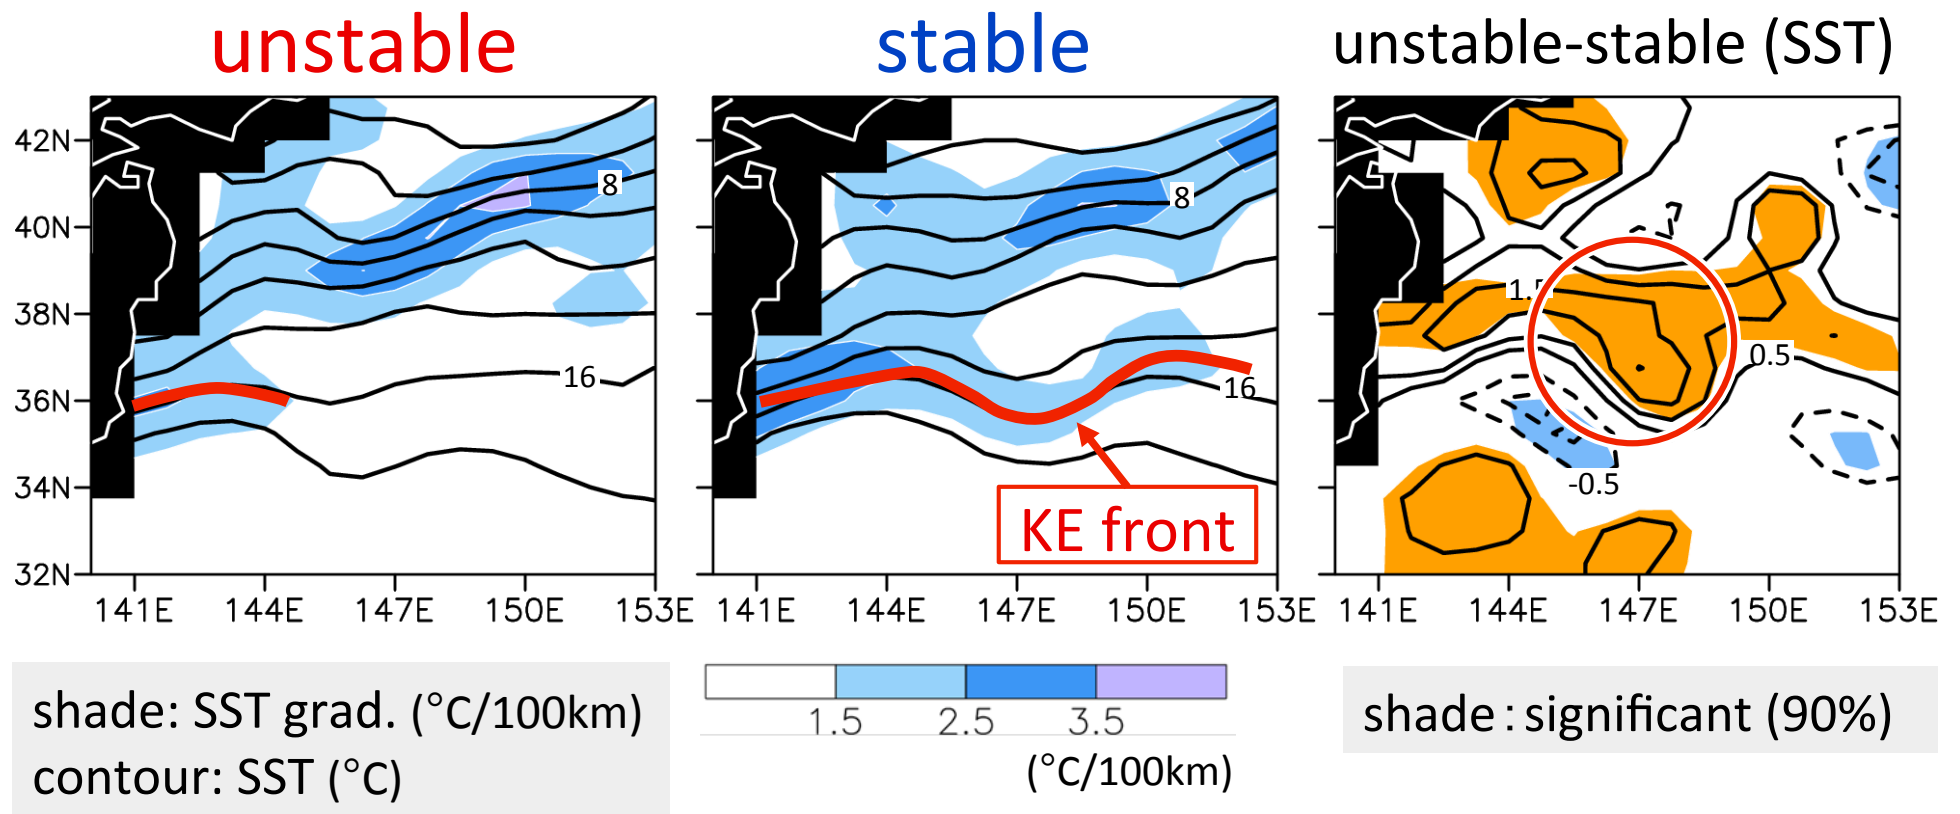 unstable
stable
unstable-stable (SST)
42N
40N
38N
36N
34N
32N
8
16
141E 144E 147E 150E 153E
8
16
KE front
141E 144E 147E 150E 153E
1.5
0.5
-0.5
141E 144E 147E 150E 153E
shade: SST grad. (°C/100km)
contour: SST (°C)
1.5 2.5 3.5
(°C/100km)
shade : significant (90%)